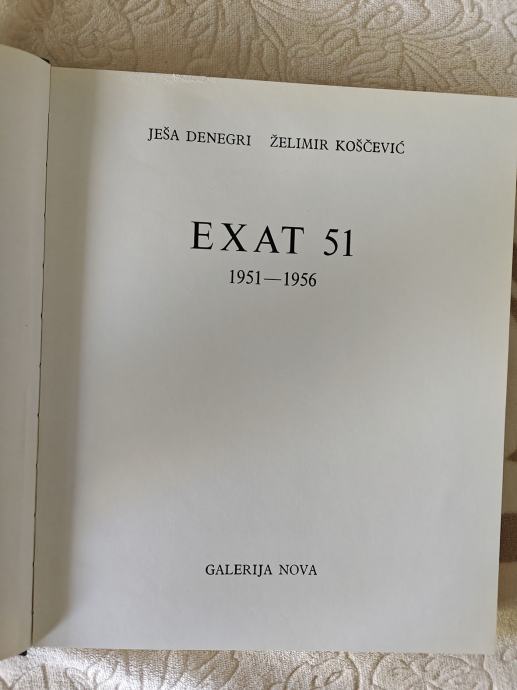 JEŠA DENEGRI ŽELIMIR KOŠČEVIĆ
EXAT 51
1951—1956
GALERIJA NOVA